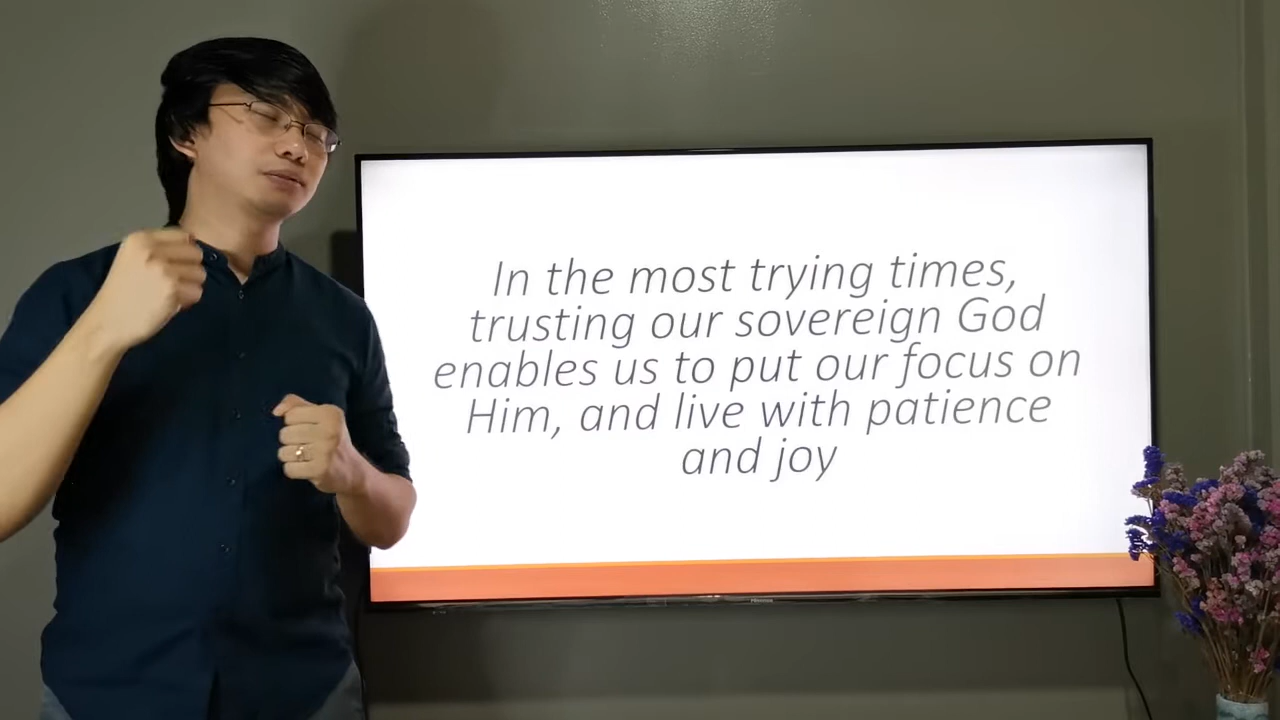 In the most trying times,
trusting our sovereign God
enables us to put our focus on
Him, and live with patience
and joy